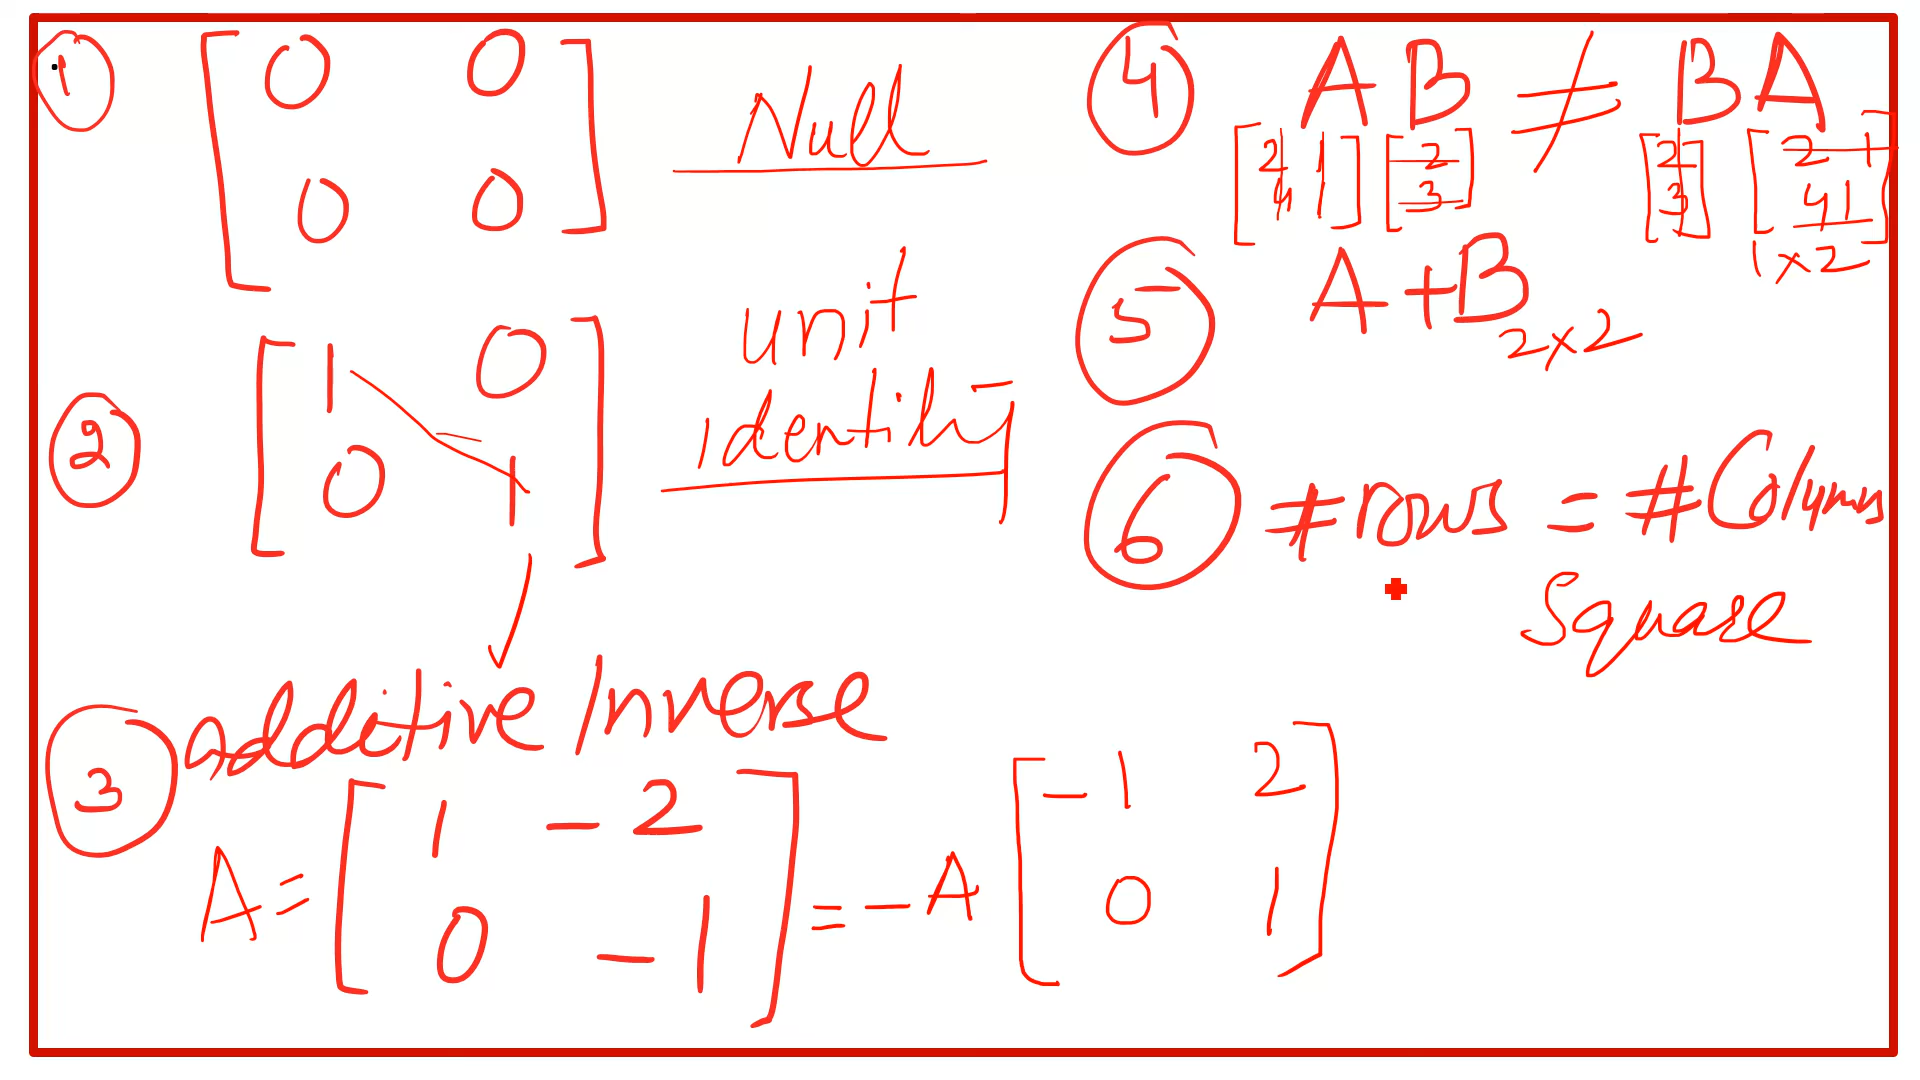 1
0 0
0 0
Null
2
1 0
0 1
unit
identity
3 additive Inverse
A = [ 1 -2
0 -1 ] = -A [ -1 2
0 1 ]
4 AB ≠ BA
[ 2 1
4 1 ] [ 2
3 ] [ 2
3 ] [ 2 1
4 1 ]
1 × 2
5 A + B
2×2
6 # rows = # Columns
Square